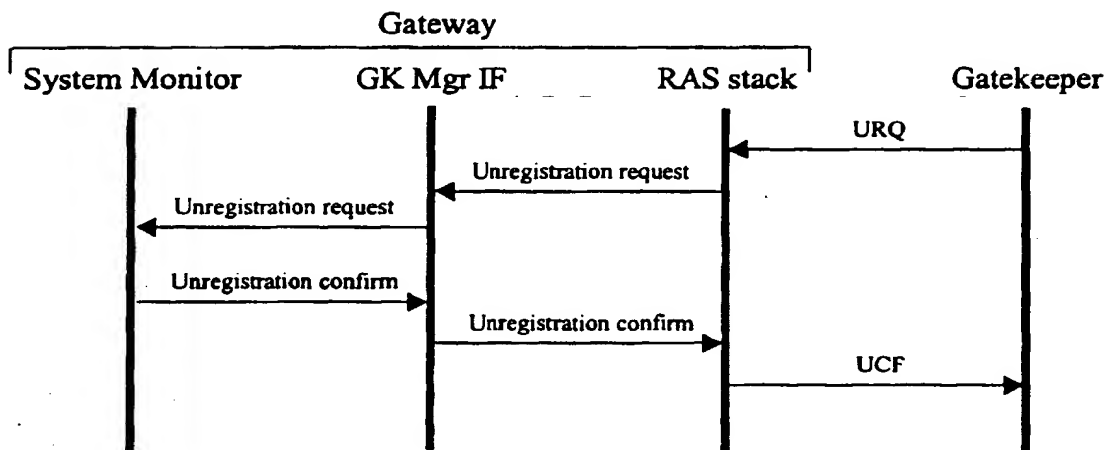 Gateway
System Monitor
GK Mgr IF
RAS stack
Gatekeeper
URQ
Unregistration request
Unregistration request
Unregistration confirm
Unregistration confirm
UCF